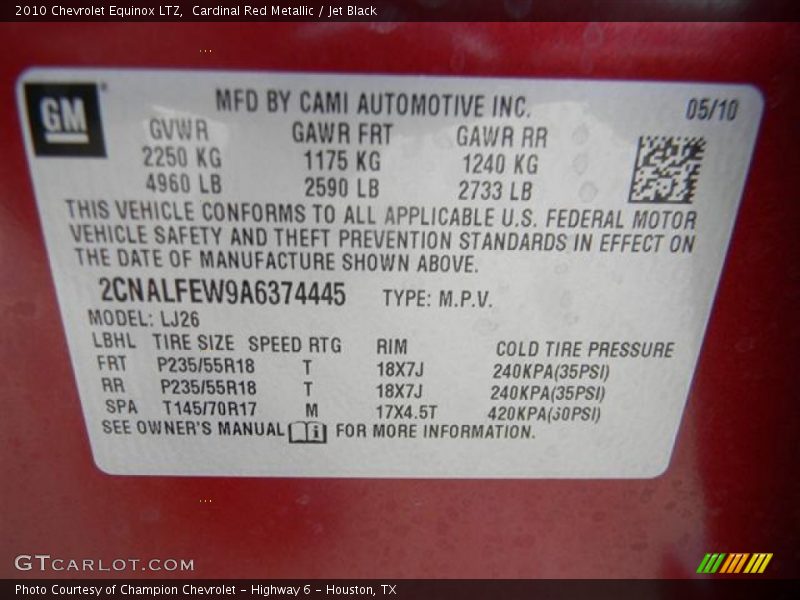 2010 Chevrolet Equinox LTZ,  Cardinal Red Metallic / Jet Black
GM
MFD BY CAMI AUTOMOTIVE INC.
05/10
GVWR GAWR FRT GAWR RR
2250 KG 1175 KG 1240 KG
4960 LB 2590 LB 2733 LB
THIS VEHICLE CONFORMS TO ALL APPLICABLE U.S. FEDERAL MOTOR
VEHICLE SAFETY AND THEFT PREVENTION STANDARDS IN EFFECT ON
THE DATE OF MANUFACTURE SHOWN ABOVE.
2CNALFEW9A6374445 TYPE: M.P.V.
MODEL: LJ26
LBHL TIRE SIZE SPEED RTG RIM COLD TIRE PRESSURE
FRT P235/55R18 T 18X7J 240KPA(35PSI)
RR P235/55R18 T 18X7J 240KPA(35PSI)
SPA T145/70R17 M 17X4.5T 420KPA(60PSI)
SEE OWNER'S MANUAL i FOR MORE INFORMATION.
GTCARLOT.COM
Photo Courtesy of Champion Chevrolet - Highway 6 - Houston, TX